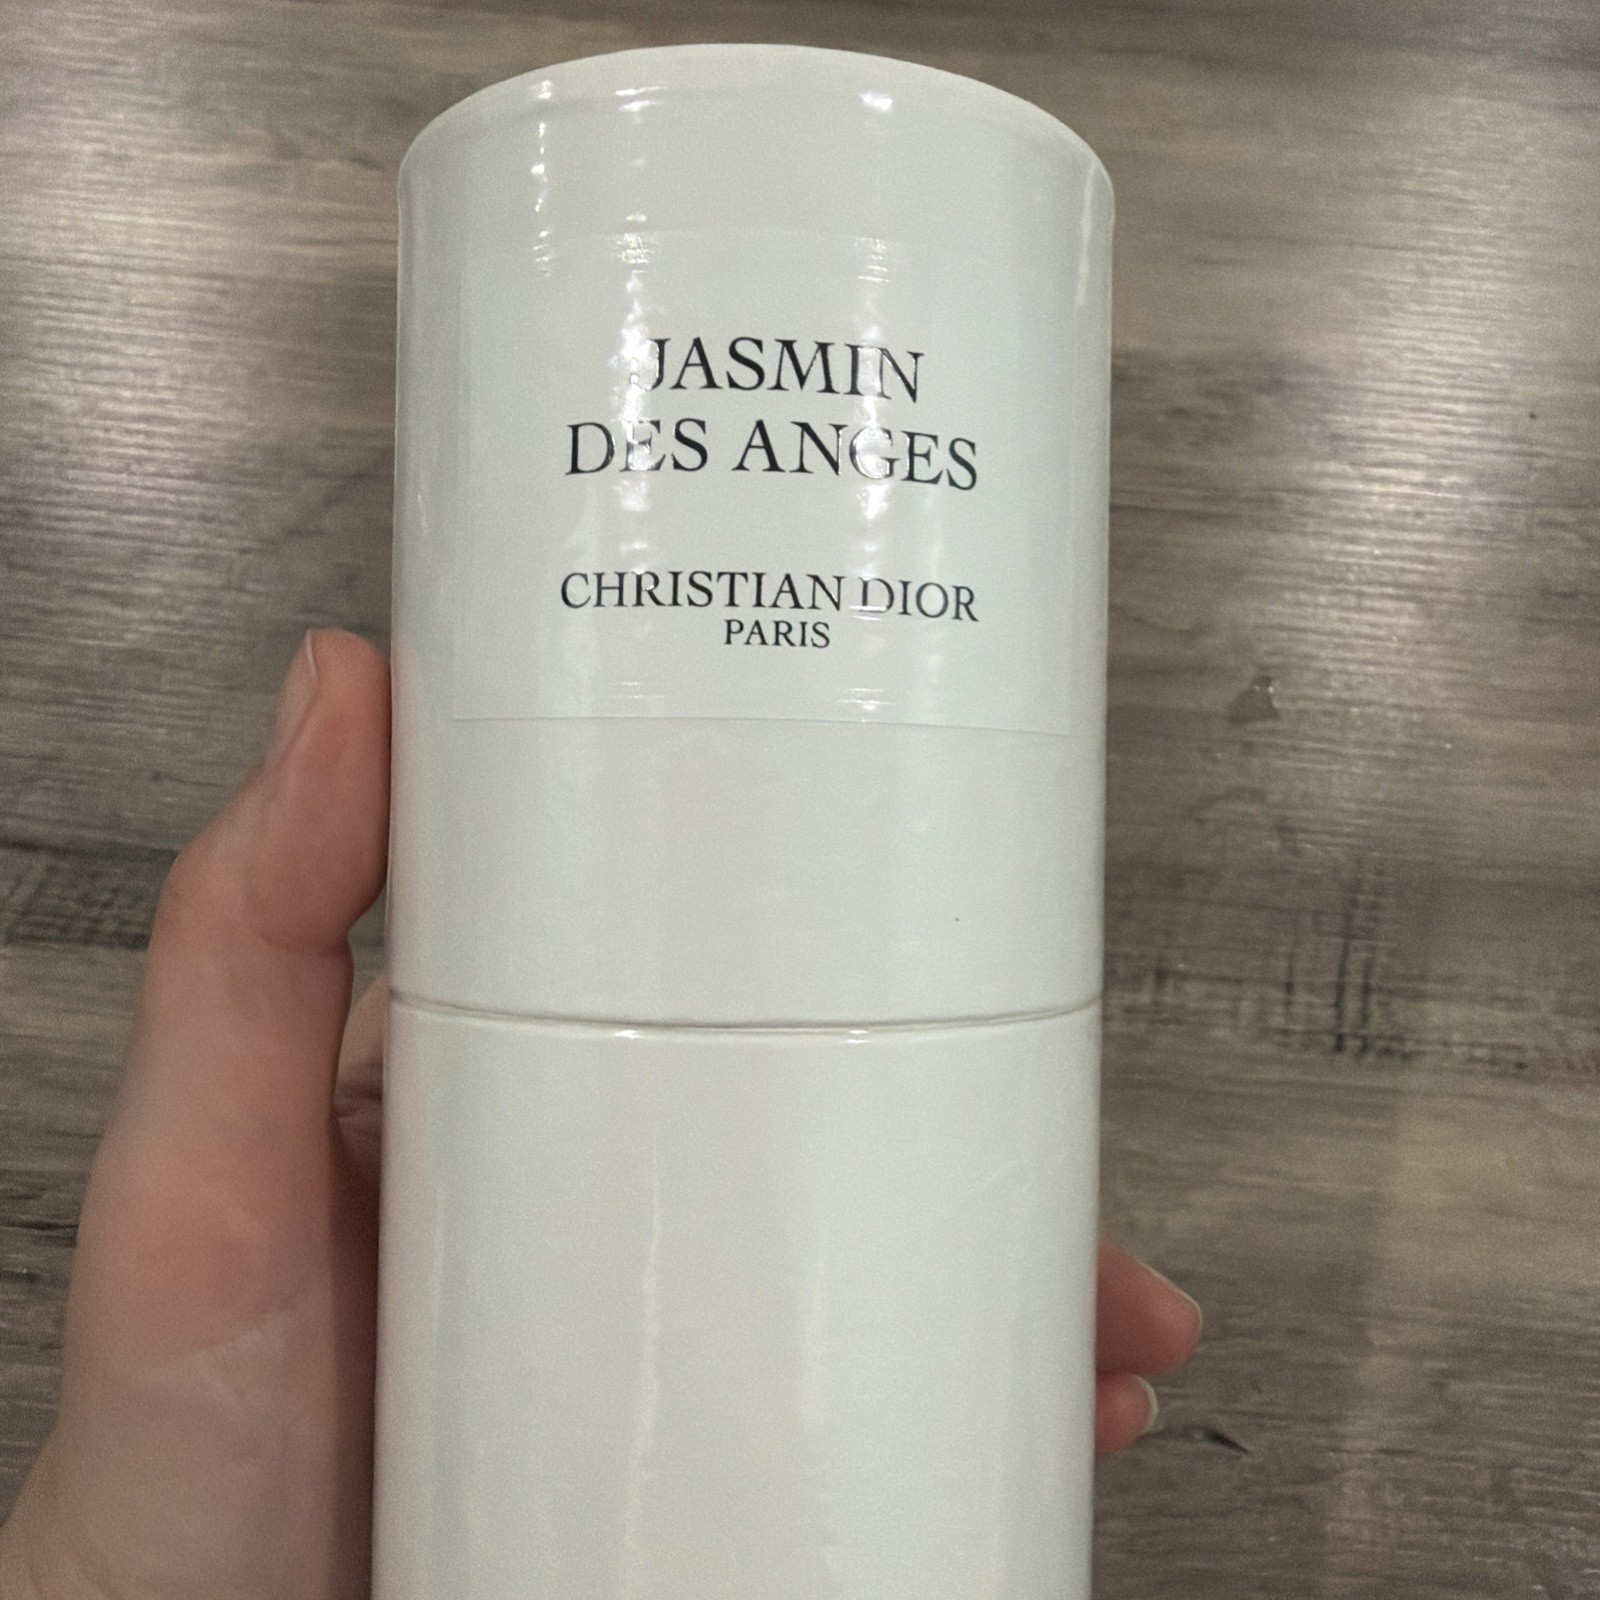 JASMIN
DES ANGES
CHRISTIAN DIOR
PARIS